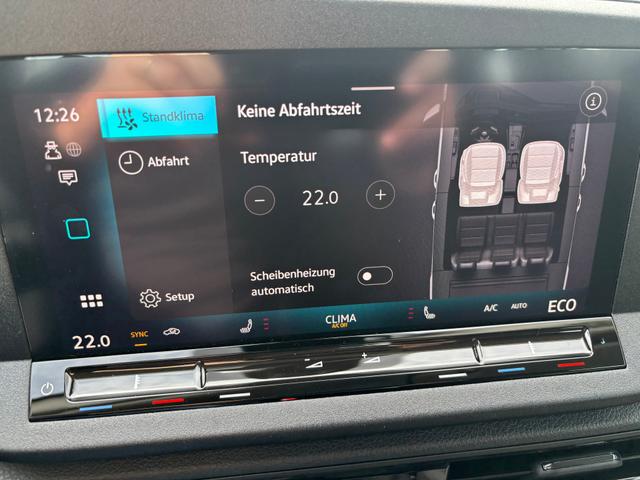 12:26
Standklima
Keine Abfahrtszeit
i
Abfahrt
Temperatur
− 22.0 +
Scheibenheizung
automatisch
Setup
22.0
SYNC
CLIMA
A/C OFF
A/C
AUTO
ECO
- +